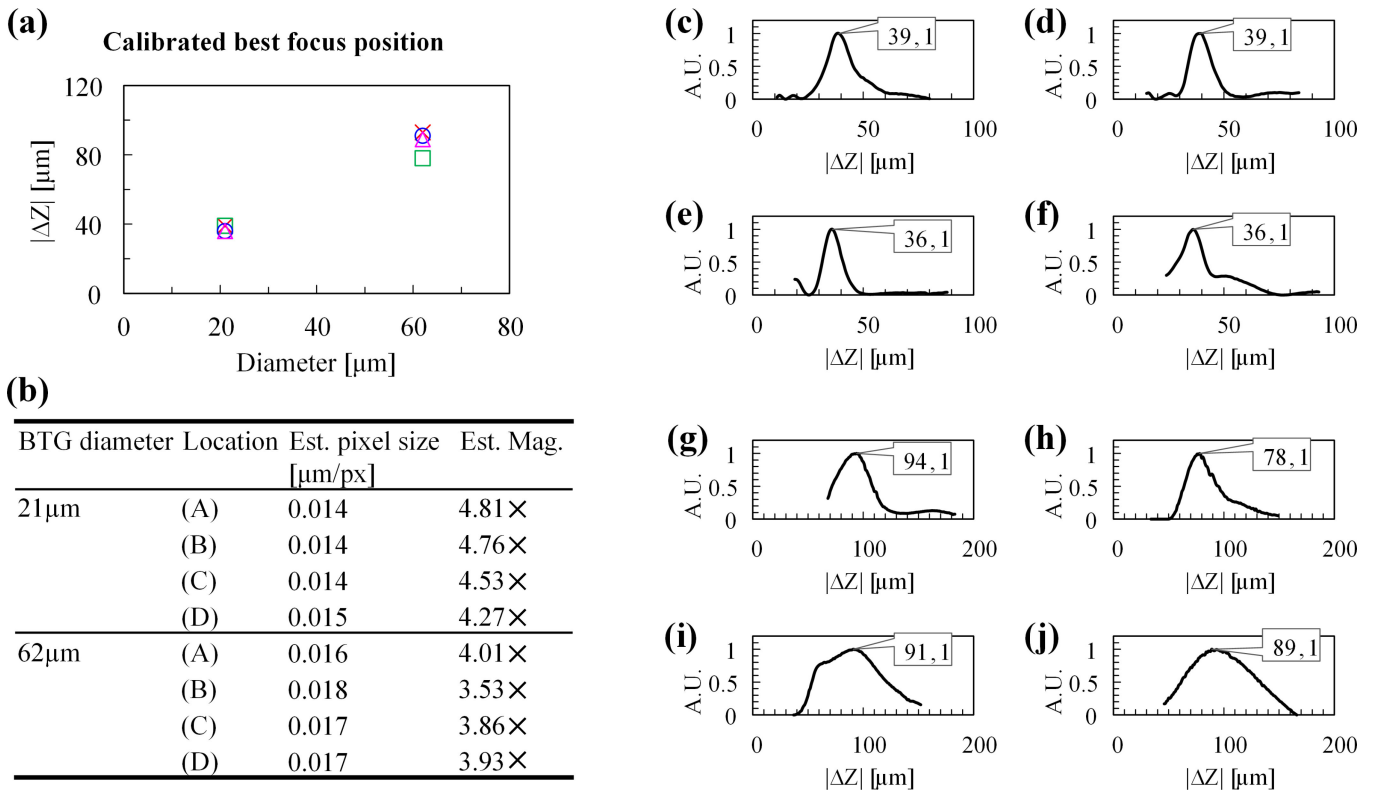 (a)
Calibrated best focus position
120
80
40
0
|ΔZ| [μm]
0 20 40 60 80
Diameter [μm]
(b)
BTG diameter Location Est. pixel size Est. Mag.
[μm/px]
21μm (A) 0.014 4.81×
(B) 0.014 4.76×
(C) 0.014 4.53×
(D) 0.015 4.27×
62μm (A) 0.016 4.01×
(B) 0.018 3.53×
(C) 0.017 3.86×
(D) 0.017 3.93×
(c)
39, 1
1
0.5
0
A.U.
0 50 100
|ΔZ| [μm]
(d)
39, 1
1
0.5
0
A.U.
0 50 100
|ΔZ| [μm]
(e)
36, 1
1
0.5
0
A.U.
0 50 100
|ΔZ| [μm]
(f)
36, 1
1
0.5
0
A.U.
0 50 100
|ΔZ| [μm]
(g)
94, 1
1
0.5
0
A.U.
0 100 200
|ΔZ| [μm]
(h)
78, 1
1
0.5
0
A.U.
0 100 200
|ΔZ| [μm]
(i)
91, 1
1
0.5
0
A.U.
0 100 200
|ΔZ| [μm]
(j)
89, 1
1
0.5
0
A.U.
0 100 200
|ΔZ| [μm]